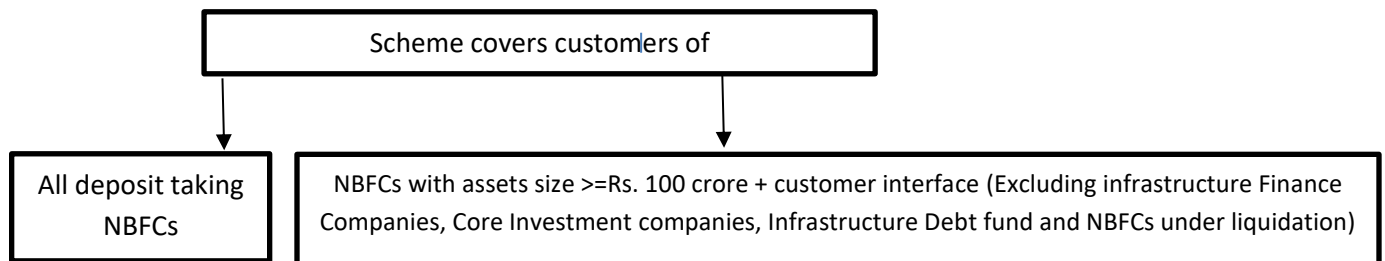 Scheme covers customers of
All deposit taking
NBFCs
NBFCs with assets size >=Rs. 100 crore + customer interface (Excluding infrastructure Finance
Companies, Core Investment companies, Infrastructure Debt fund and NBFCs under liquidation)